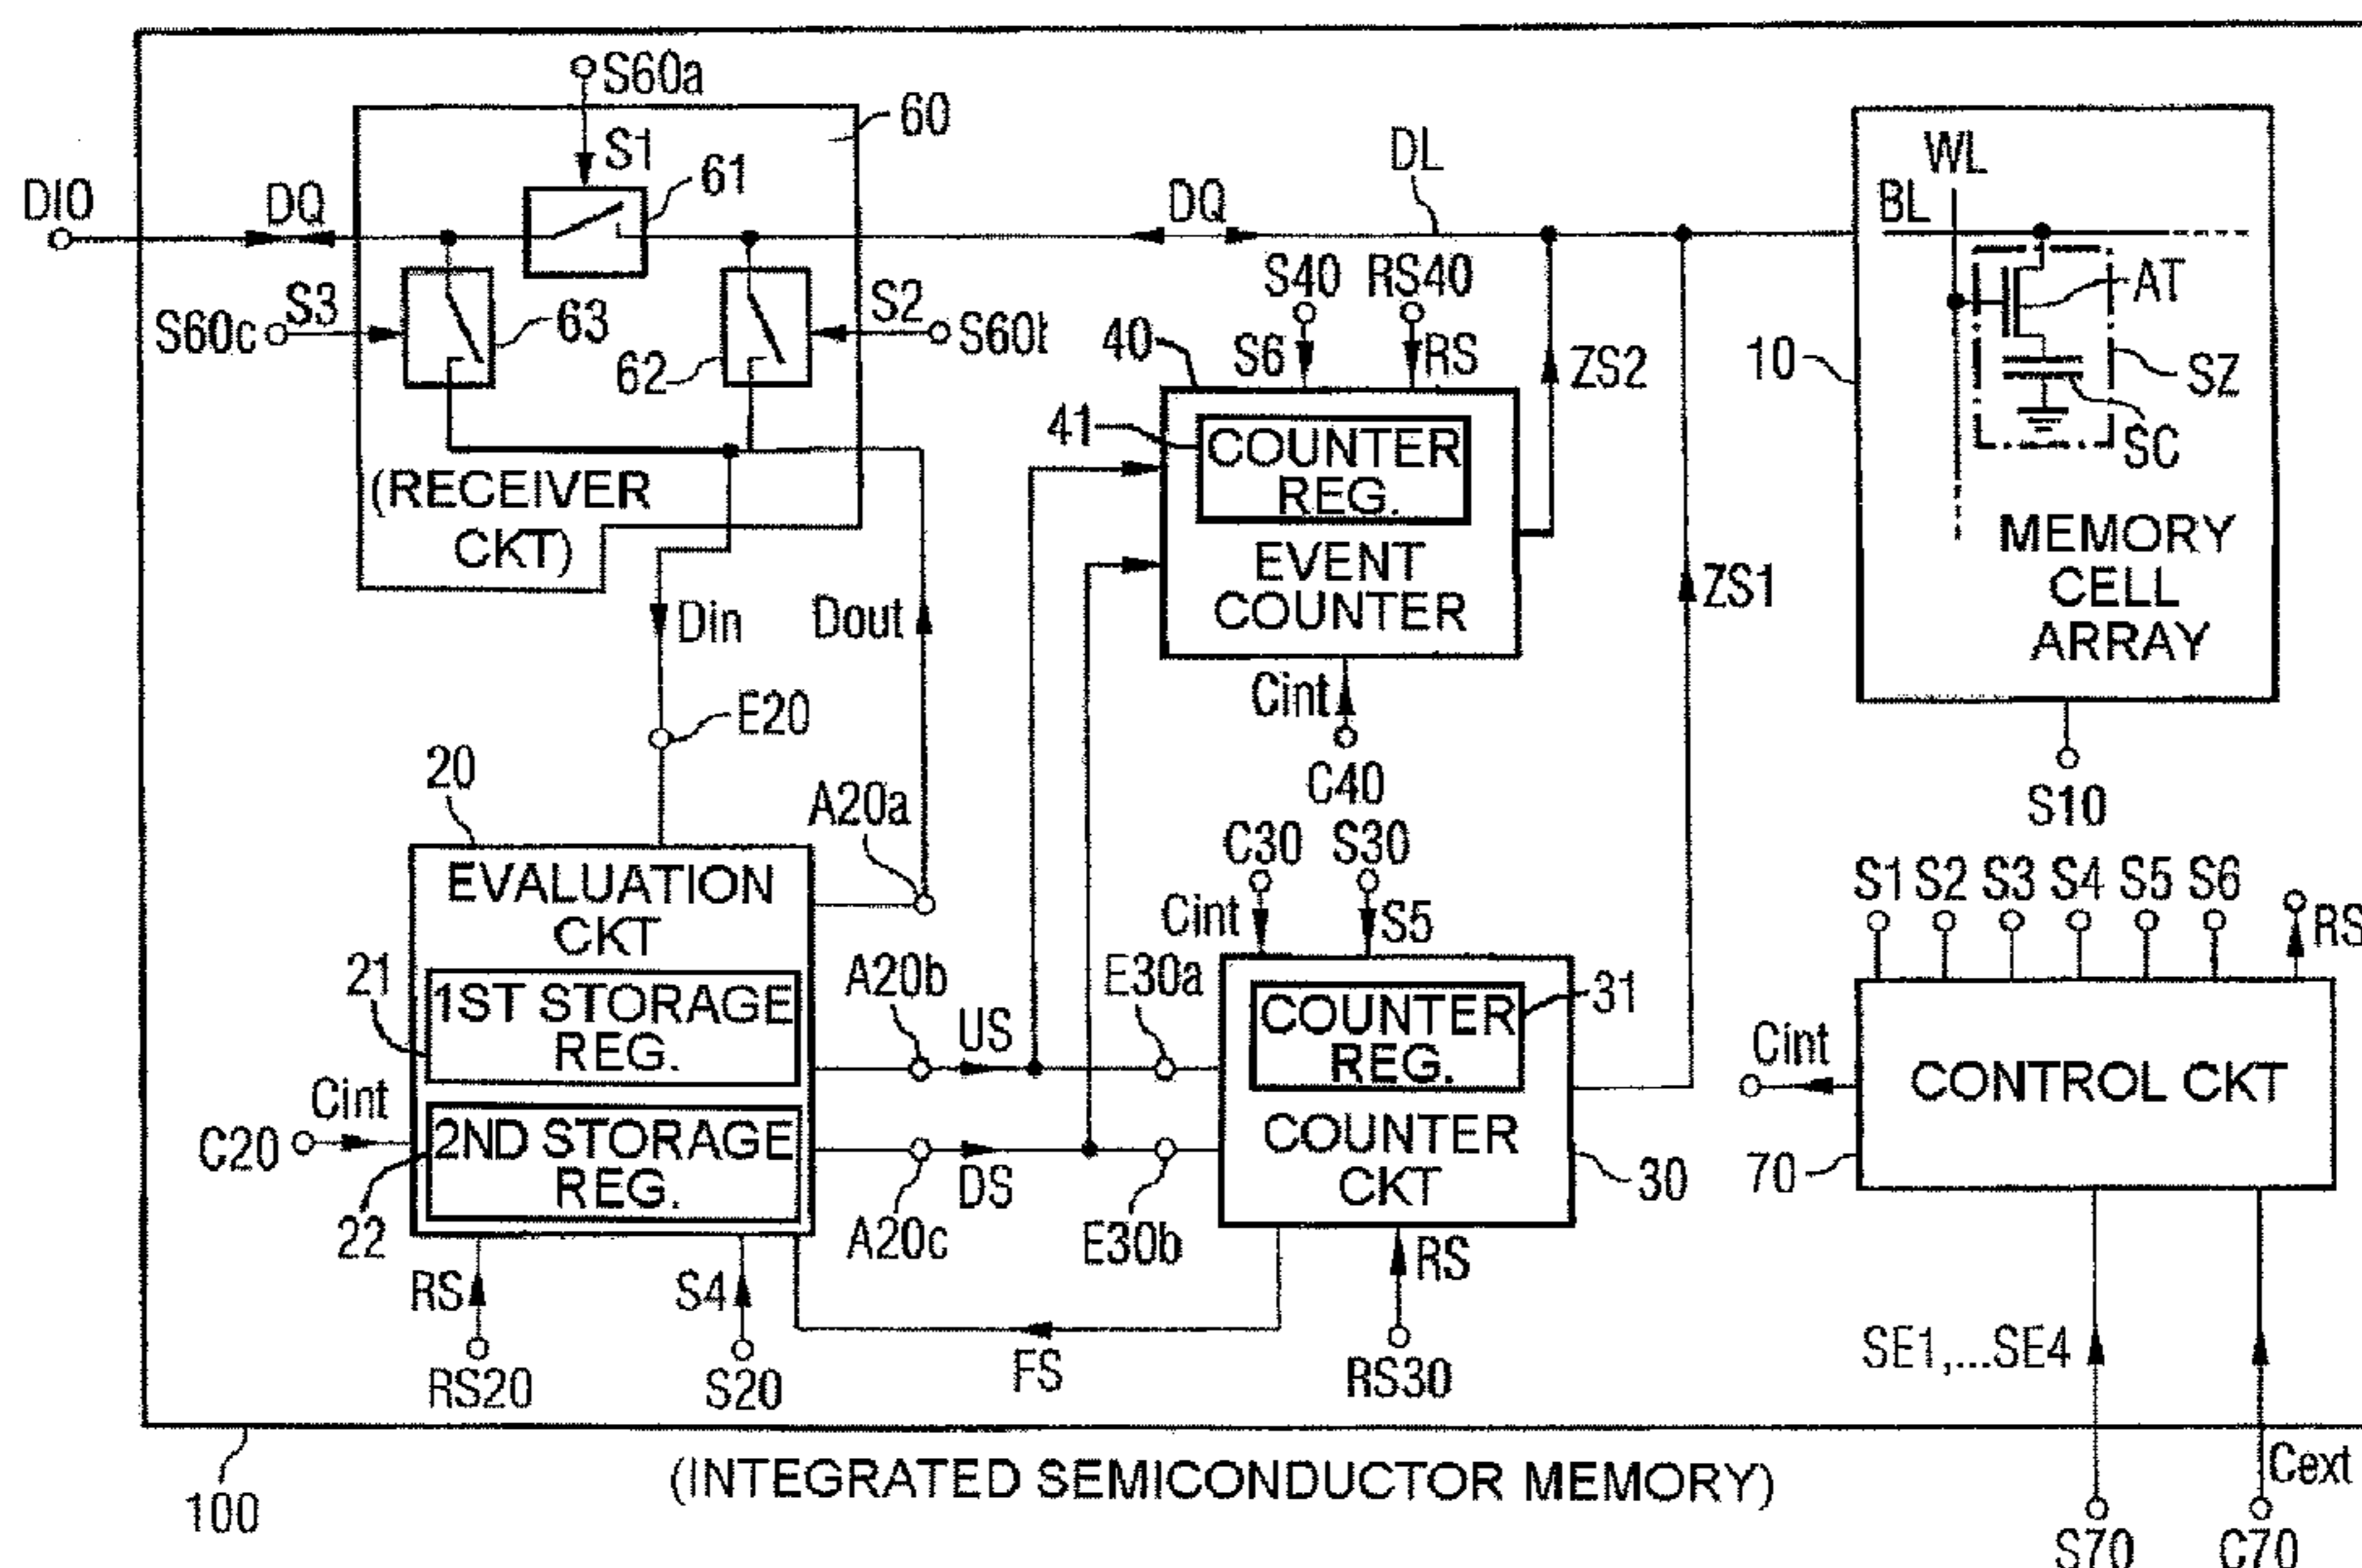 S60a
60
S1
61
DIO
DQ
DQ
DL
WL
BL
AT
S3
S60c
63
62
S2
S60b
S40
RS40
40
S6
RS
ZS2
10
SZ
SC
41
COUNTER
REG.
(RECEIVER
CKT)
EVENT
COUNTER
MEMORY
CELL
ARRAY
ZS1
Din
Dout
Cint
C40
E20
S10
20
A20a
C30
S30
Cint
S5
S1
S2
S3
S4
S5
S6
RS
EVALUATION
CKT
21
1ST STORAGE
REG.
A20b
US
E30a
COUNTER
REG.
31
Cint
CONTROL CKT
Cint
C20
2ND STORAGE
REG.
22
A20c
DS
E30b
COUNTER
CKT
30
70
RS
S4
RS
RS20
S20
FS
RS30
SE1,...SE4
100
(INTEGRATED SEMICONDUCTOR MEMORY)
Cext
S70
C70